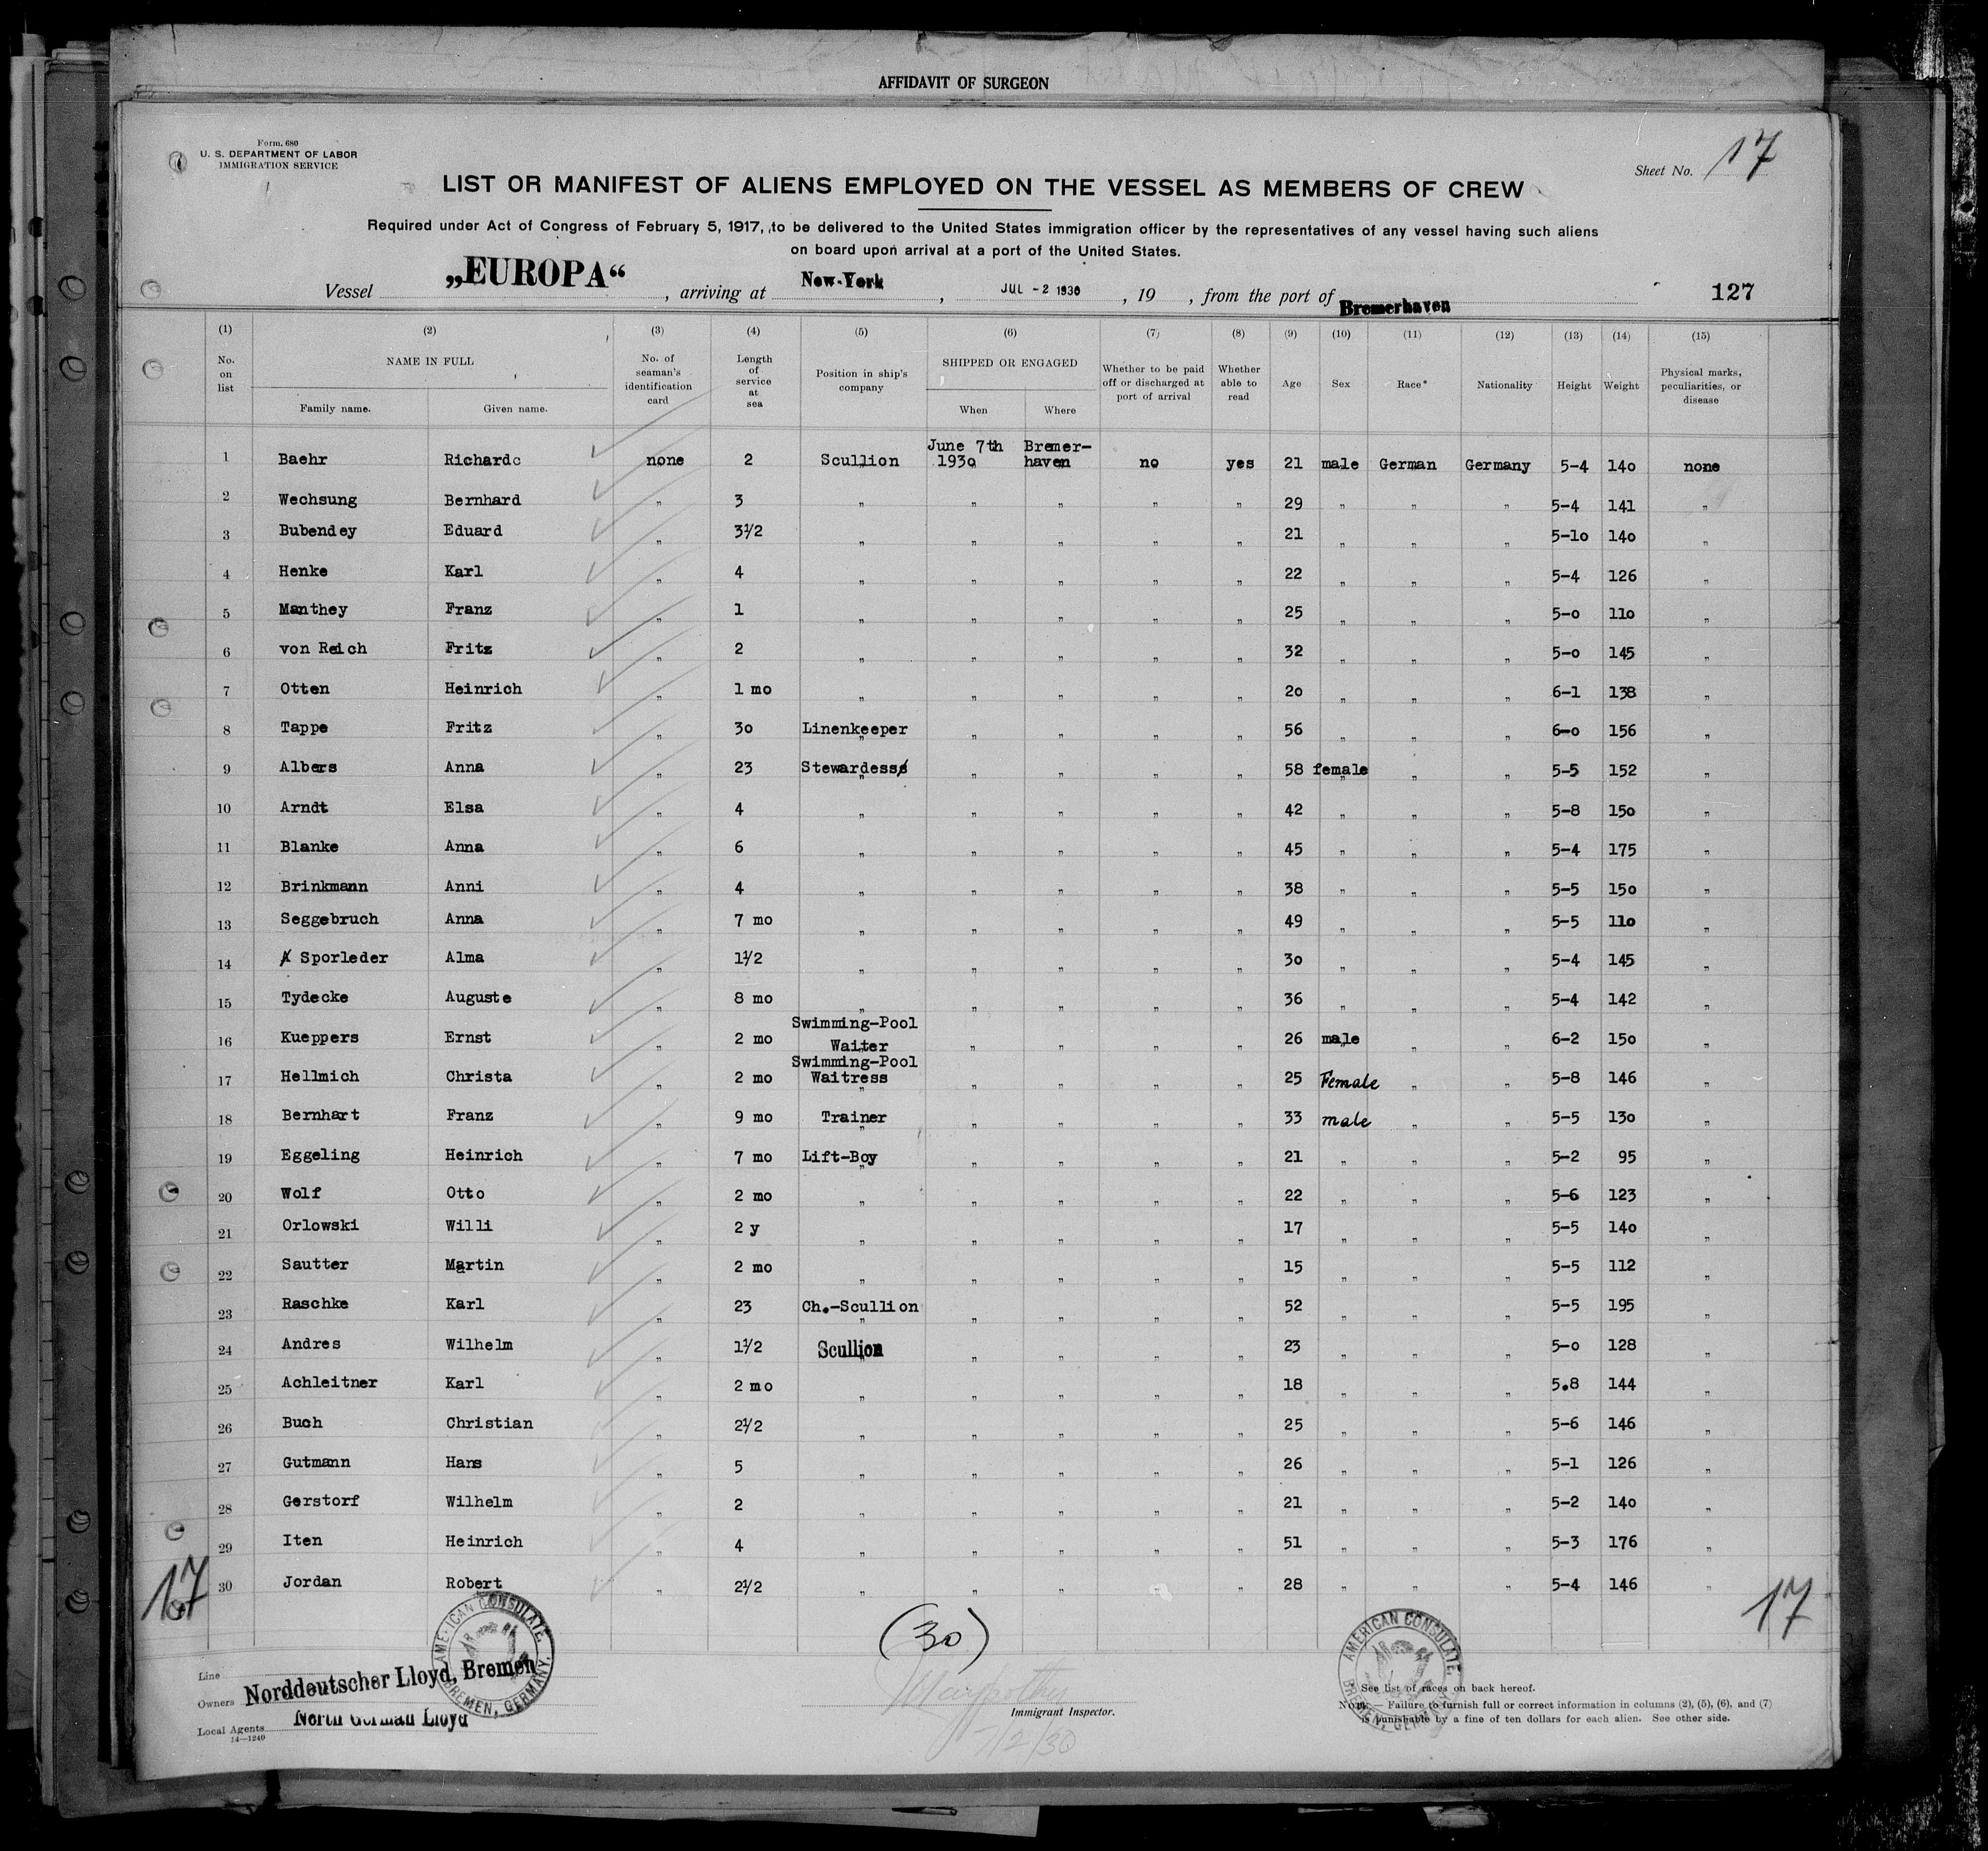 AFFIDAVIT OF SURGEON
Form. 680
U. S. DEPARTMENT OF LABOR
IMMIGRATION SERVICE
Sheet No. 17
LIST OR MANIFEST OF ALIENS EMPLOYED ON THE VESSEL AS MEMBERS OF CREW
Required under Act of Congress of February 5, 1917, to be delivered to the United States immigration officer by the representatives of any vessel having such aliens
on board upon arrival at a port of the United States.
Vessel „EUROPA“, arriving at New-York, JUL -2 1930, 19 , from the port of Bremerhaven 127
(1) (2) (3) (4) (5) (6) (7) (8) (9) (10) (11) (12) (13) (14) (15)
No. on list NAME IN FULL Family name. Given name. No. of seaman's identification card Length of service at sea Position in ship's company SHIPPED OR ENGAGED When Where Whether to be paid off or discharged at port of arrival Whether able to read Age Sex Race* Nationality Height Weight Physical marks, peculiarities, or disease
1 Baehr Richardc none 2 Scullion June 7th 1930 Bremer-haven no yes 21 male German Germany 5-4 140 none
2 Wechsung Bernhard „ 3 „ „ „ „ „ 29 „ „ „ 5-4 141 „
3 Bubendey Eduard „ 3½ „ „ „ „ „ 21 „ „ „ 5-10 140 „
4 Henke Karl „ 4 „ „ „ „ „ 22 „ „ „ 5-4 126 „
5 Manthey Franz „ 1 „ „ „ „ „ 25 „ „ „ 5-0 110 „
6 von Reich Fritz „ 2 „ „ „ „ „ 32 „ „ „ 5-0 145 „
7 Otten Heinrich „ 1 mo „ „ „ „ „ 20 „ „ „ 6-1 138 „
8 Tappe Fritz „ 30 Linenkeeper „ „ „ „ 56 „ „ „ 6-0 156 „
9 Albers Anna „ 23 Stewardess „ „ „ „ 58 female „ „ 5-5 152 „
10 Arndt Elsa „ 4 „ „ „ „ „ 42 „ „ „ 5-8 150 „
11 Blanke Anna „ 6 „ „ „ „ „ 45 „ „ „ 5-4 175 „
12 Brinkmann Anni „ 4 „ „ „ „ „ 38 „ „ „ 5-5 150 „
13 Seggebruch Anna „ 7 mo „ „ „ „ „ 49 „ „ „ 5-5 110 „
14 Sporleder Alma „ 1½ „ „ „ „ „ 30 „ „ „ 5-4 145 „
15 Tydecke Auguste „ 8 mo „ „ „ „ „ 36 „ „ „ 5-4 142 „
16 Kueppers Ernst „ 2 mo Swimming-Pool Waiter „ „ „ „ 26 male „ „ 6-2 150 „
17 Hellmich Christa „ 2 mo Swimming-Pool Waitress „ „ „ „ 25 Female „ „ 5-8 146 „
18 Bernhart Franz „ 9 mo Trainer „ „ „ „ 33 male „ „ 5-5 130 „
19 Eggeling Heinrich „ 7 mo Lift-Boy „ „ „ „ 21 „ „ „ 5-2 95 „
20 Wolf Otto „ 2 mo „ „ „ „ „ 22 „ „ „ 5-6 123 „
21 Orlowski Willi „ 2 y „ „ „ „ „ 17 „ „ „ 5-5 140 „
22 Sautter Martin „ 2 mo „ „ „ „ „ 15 „ „ „ 5-5 112 „
23 Raschke Karl „ 23 Ch.-Scullion „ „ „ „ 52 „ „ „ 5-5 195 „
24 Andres Wilhelm „ 1½ Scullion „ „ „ „ 23 „ „ „ 5-0 128 „
25 Achleitner Karl „ 2 mo „ „ „ „ „ 18 „ „ „ 5.8 144 „
26 Buch Christian „ 2½ „ „ „ „ „ 25 „ „ „ 5-6 146 „
27 Gutmann Hans „ 5 „ „ „ „ „ 26 „ „ „ 5-1 126 „
28 Gerstorf Wilhelm „ 2 „ „ „ „ „ 21 „ „ „ 5-2 140 „
29 Iten Heinrich „ 4 „ „ „ „ „ 51 „ „ „ 5-3 176 „
30 Jordan Robert „ 2½ „ „ „ „ „ 28 „ „ „ 5-4 146 „
17 17
(30)
AMERICAN CONSULATE, BREMEN, GERMANY.
AMERICAN CONSULATE, BREMEN, GERMANY.
Line
Owners Norddeutscher Lloyd, Bremen
Local Agents North German Lloyd
14—1240
Immigrant Inspector.
7/2/30
See list of races on back hereof.
NOTE.—Failure to furnish full or correct information in columns (2), (5), (6), and (7)
is punishable by a fine of ten dollars for each alien. See other side.